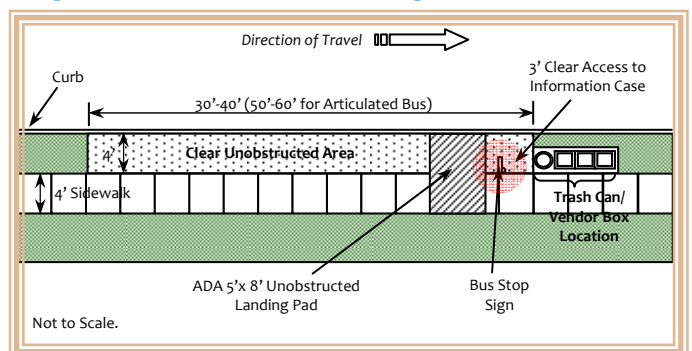 Direction of Travel
Curb
3’ Clear Access to
Information Case
30’-40’ (50’-60’ for Articulated Bus)
4’
Clear Unobstructed Area
4’ Sidewalk
Trash Can/
Vendor Box
Location
ADA 5’x 8’ Unobstructed
Landing Pad
Bus Stop
Sign
Not to Scale.